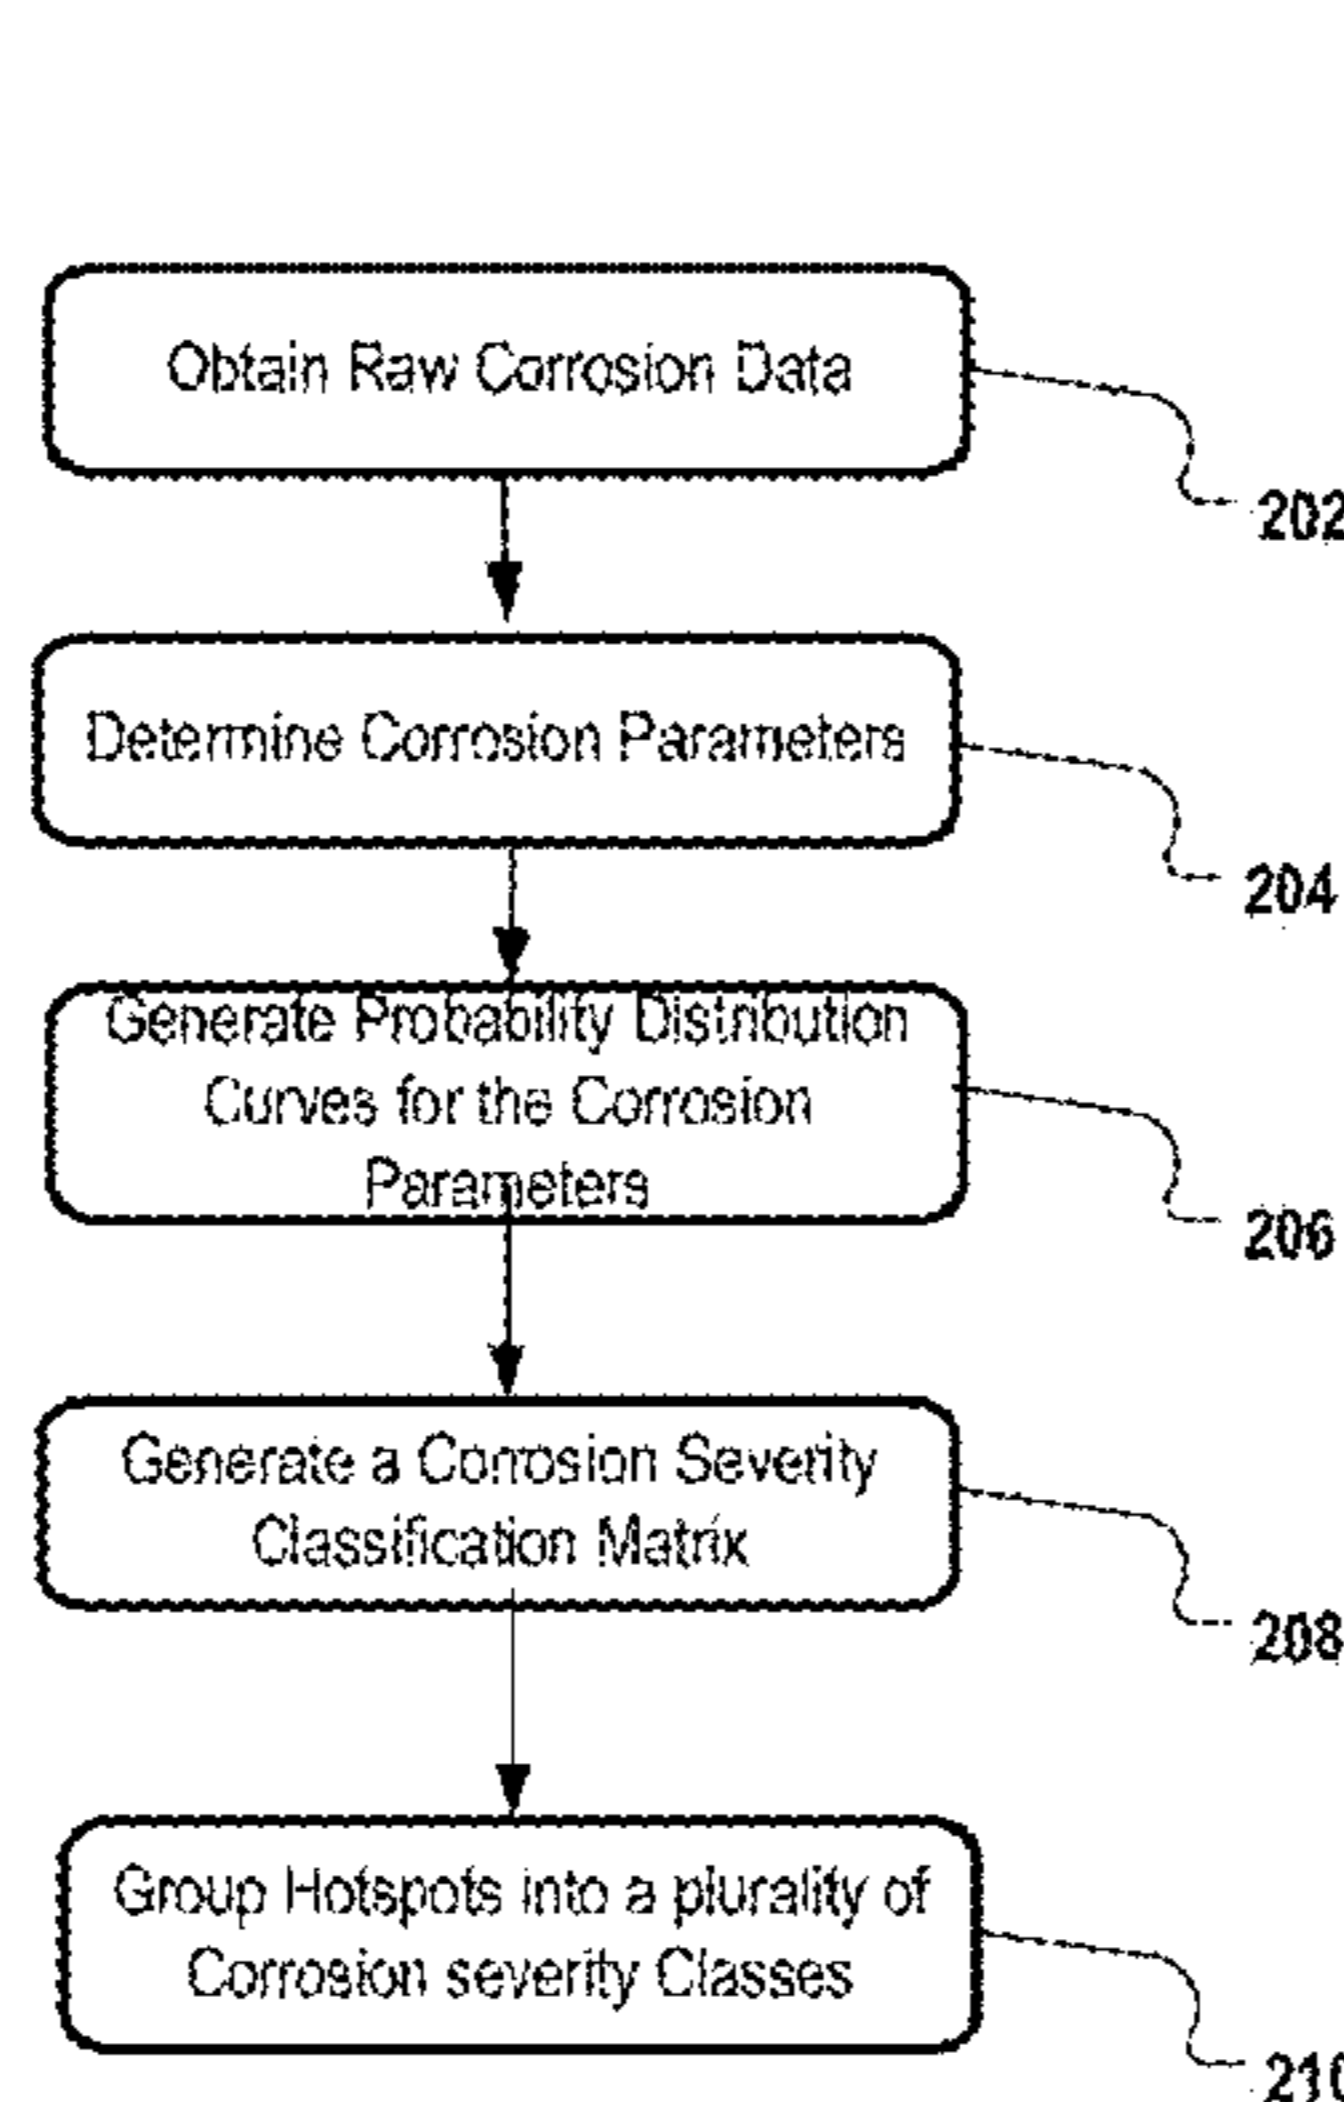 Obtain Raw Corrosion Data
202
Determine Corrosion Parameters
204
Generate Probability Distribution
Curves for the Corrosion
Parameters
206
Generate a Corrosion Severity
Classification Matrix
208
Group Hotspots into a plurality of
Corrosion severity Classes
210